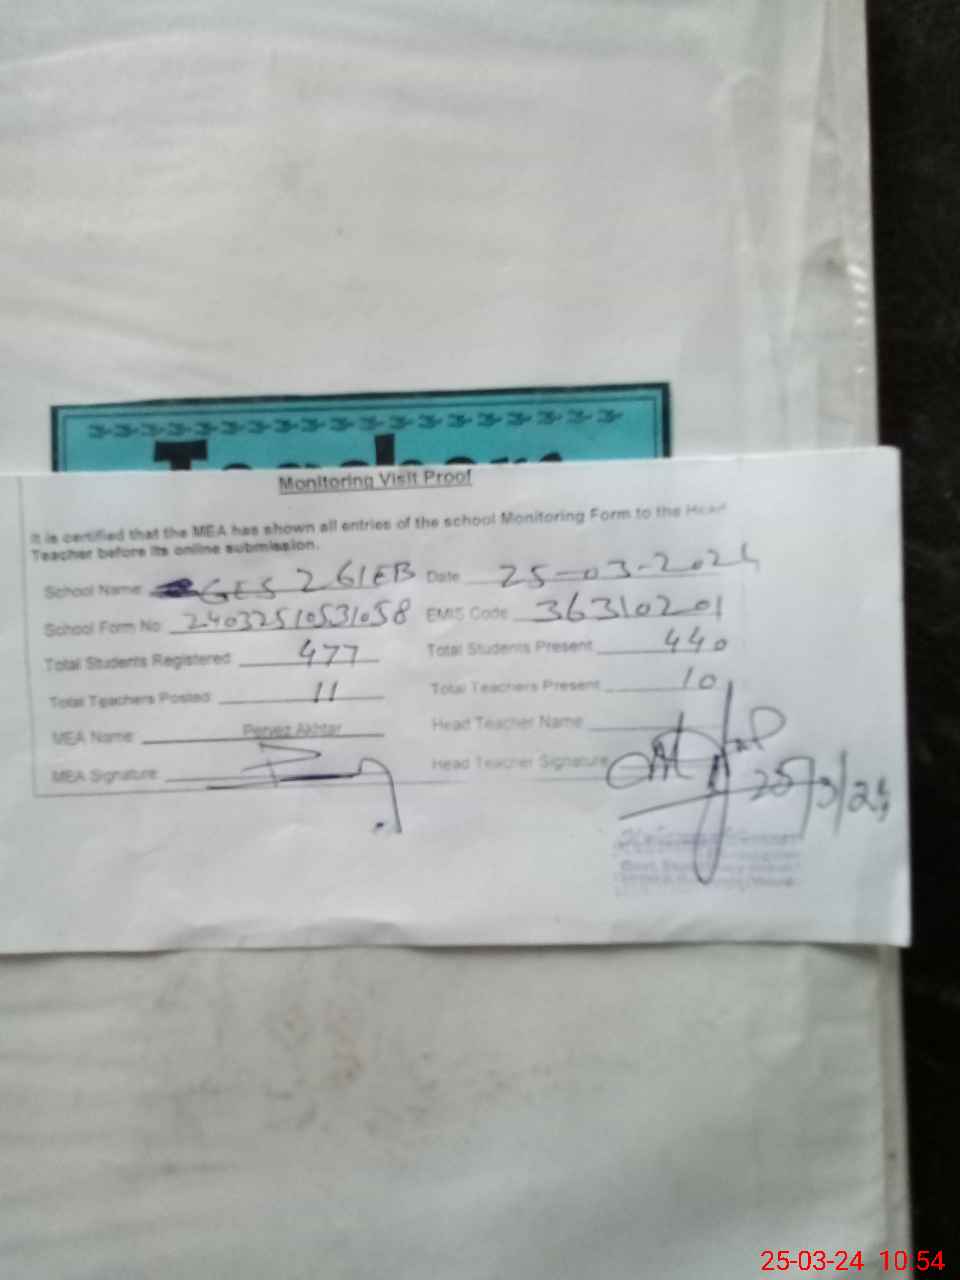 Teachers
Monitoring Visit Proof
It is certified that the MEA has shown all entries of the school Monitoring Form to the Head
Teacher before its online submission.
School Name GES 261EB Date 25-03-2024
School Form No 24032510531058 EMIS Code 36310201
Total Students Registered 477 Total Students Present 440
Total Teachers Posted 11 Total Teachers Present 10
MEA Name Pervez Akhtar Head Teacher Name
MEA Signature Head Teacher Signature
25/3/24
25-03-24 10:54